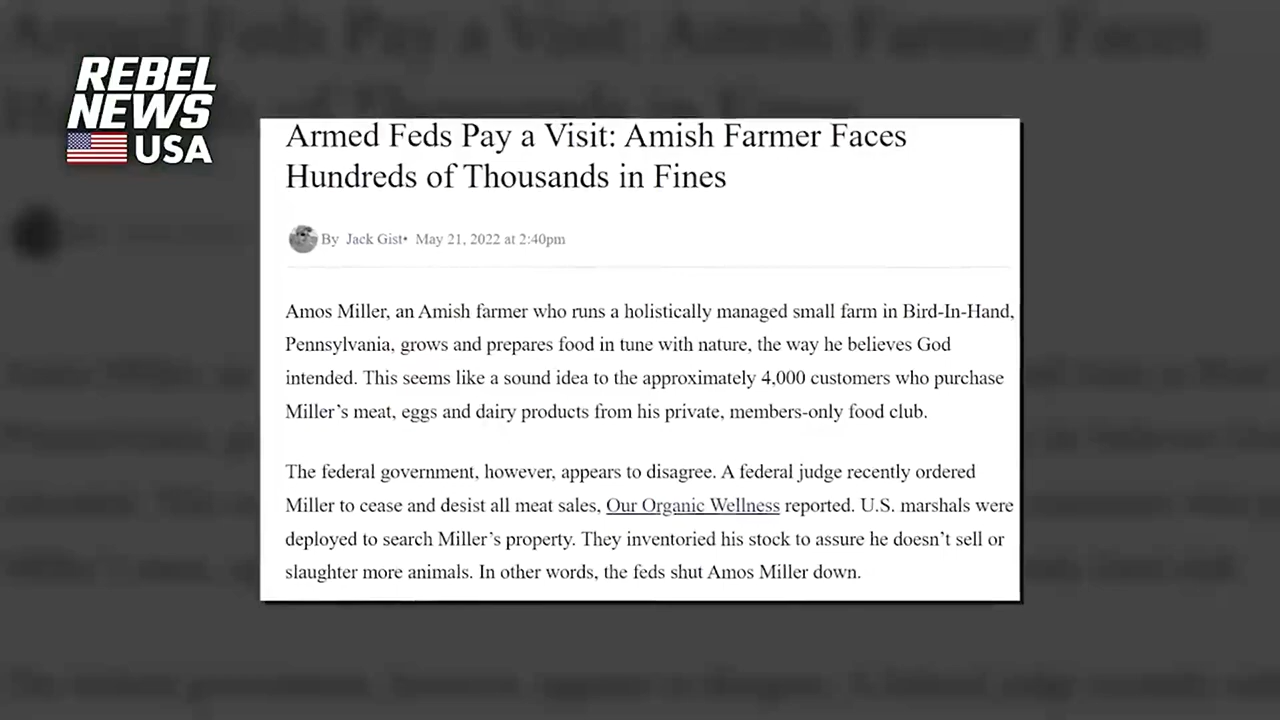 REBEL
NEWS
USA
Armed Feds Pay a Visit: Amish Farmer Faces
Hundreds of Thousands in Fines
By Jack Gist• May 21, 2022 at 2:40pm
Amos Miller, an Amish farmer who runs a holistically managed small farm in Bird-In-Hand,
Pennsylvania, grows and prepares food in tune with nature, the way he believes God
intended. This seems like a sound idea to the approximately 4,000 customers who purchase
Miller’s meat, eggs and dairy products from his private, members-only food club.
The federal government, however, appears to disagree. A federal judge recently ordered
Miller to cease and desist all meat sales, Our Organic Wellness reported. U.S. marshals were
deployed to search Miller’s property. They inventoried his stock to assure he doesn’t sell or
slaughter more animals. In other words, the feds shut Amos Miller down.